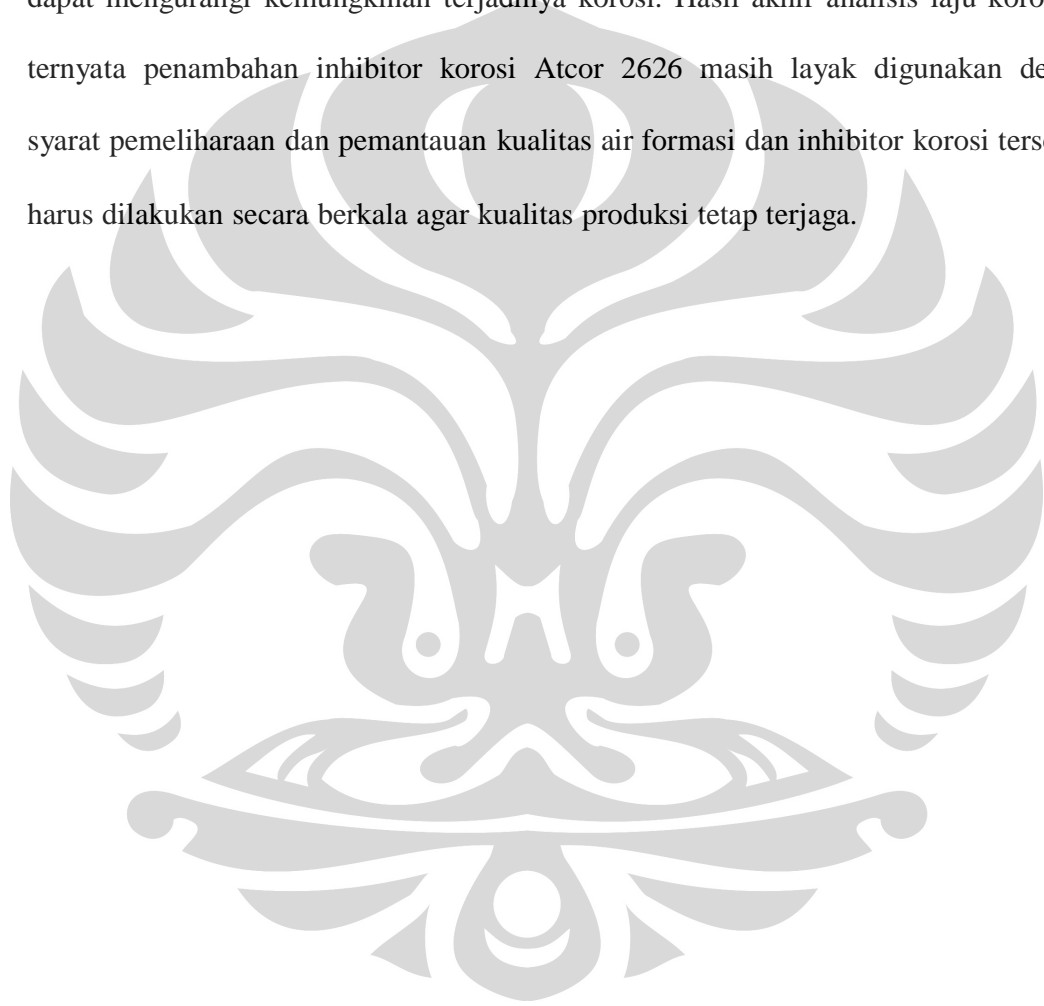 dapat mengurangi kemungkinan terjadinya korosi. Hasil akhir analisis laju koro
ternyata penambahan inhibitor korosi Atcor 2626 masih layak digunakan de
syarat pemeliharaan dan pemantauan kualitas air formasi dan inhibitor korosi terse
harus dilakukan secara berkala agar kualitas produksi tetap terjaga.